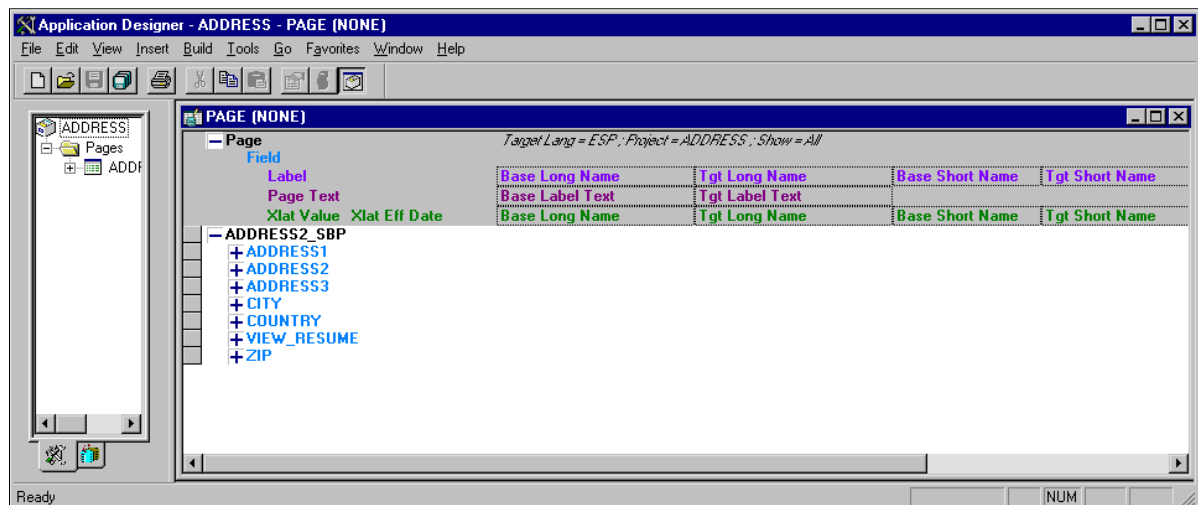 Application Designer - ADDRESS - PAGE (NONE)
File Edit View Insert Build Tools Go Favorites Window Help
ADDRESS
Pages
ADDF
PAGE (NONE)
Page Target Lang = ESP ; Project = ADDRESS ; Show = All
Field
Label Base Long Name Tgt Long Name Base Short Name Tgt Short Name
Page Text Base Label Text Tgt Label Text
Xlat Value Xlat Eff Date Base Long Name Tgt Long Name Base Short Name Tgt Short Name
ADDRESS2_SBP
ADDRESS1
ADDRESS2
ADDRESS3
CITY
COUNTRY
VIEW_RESUME
ZIP
Ready NUM